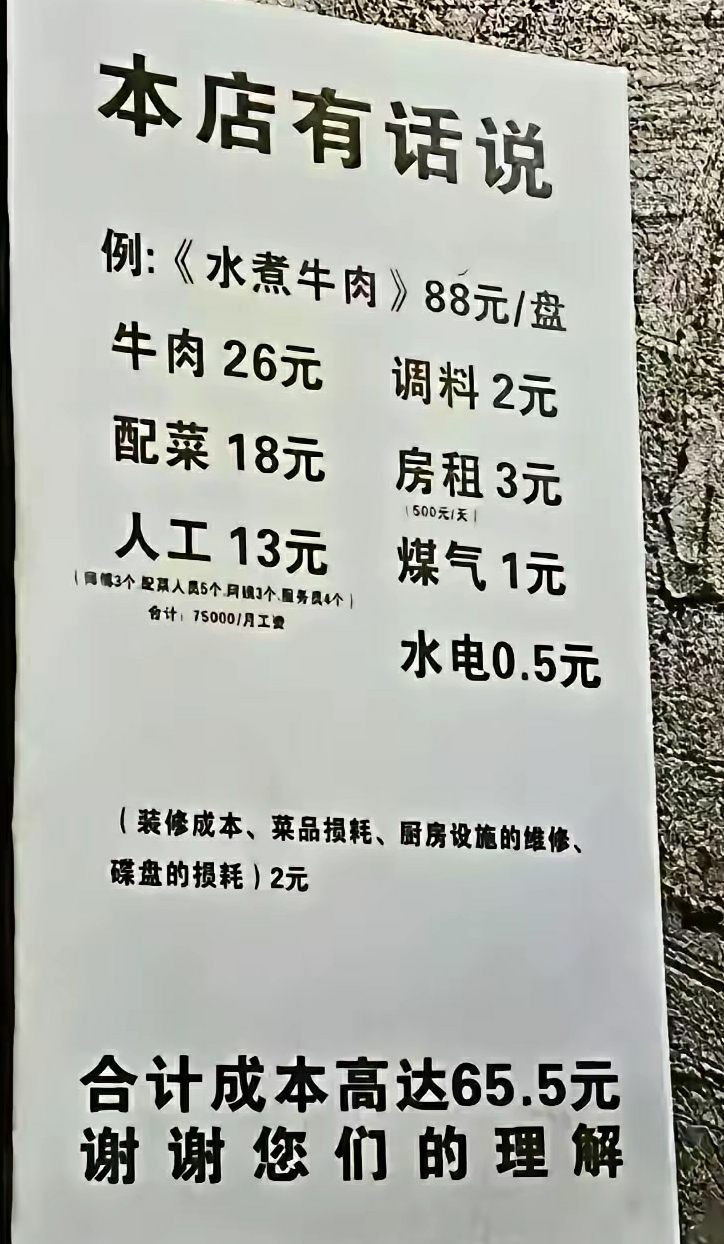 本店有话说
例:《水煮牛肉》88元/盘
牛肉 26元 调料 2元
配菜 18元 房租 3元
(500元/天)
人工 13元 煤气 1元
(师傅3个.配菜人员5个.阿姨3个.服务员4个)
合计: 75000/月工资
水电0.5元
(装修成本、菜品损耗、厨房设施的维修、
碟盘的损耗)2元
合计成本高达65.5元
谢谢您们的理解